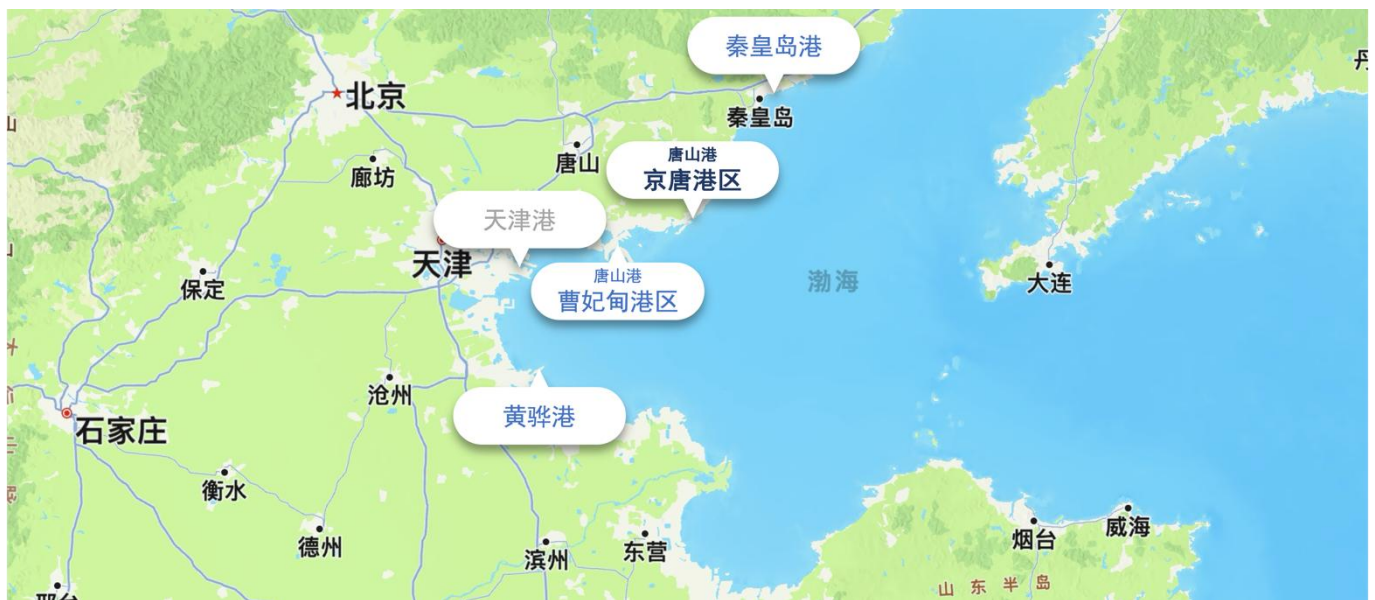 秦皇岛港
北京
秦皇岛
唐山港
京唐港区
唐山
廊坊
天津港
天津
唐山港
曹妃甸港区
渤海
大连
保定
沧州
黄骅港
石家庄
衡水
德州
滨州
东营
烟台
威海
山东半岛